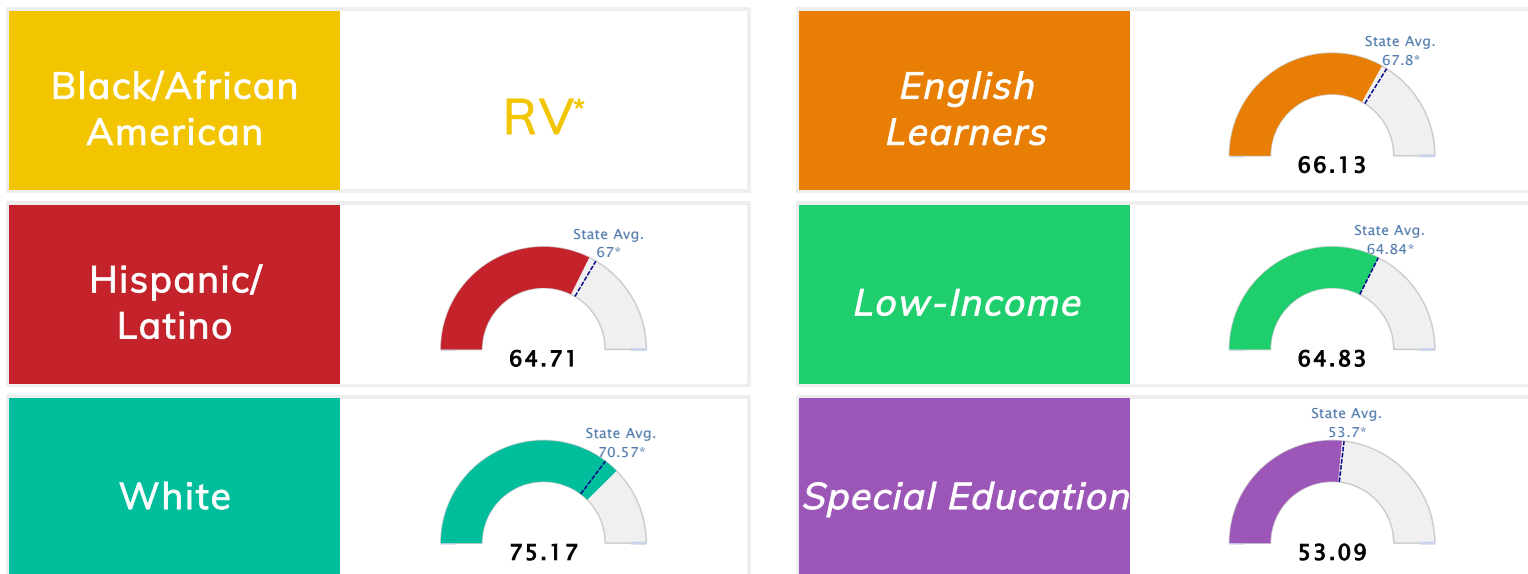 Black/African
American
RV*
English
Learners
State Avg.
67.8*
66.13
Hispanic/
Latino
State Avg.
67*
64.71
Low-Income
State Avg.
64.84*
64.83
White
State Avg.
70.57*
75.17
Special Education
State Avg.
53.7*
53.09